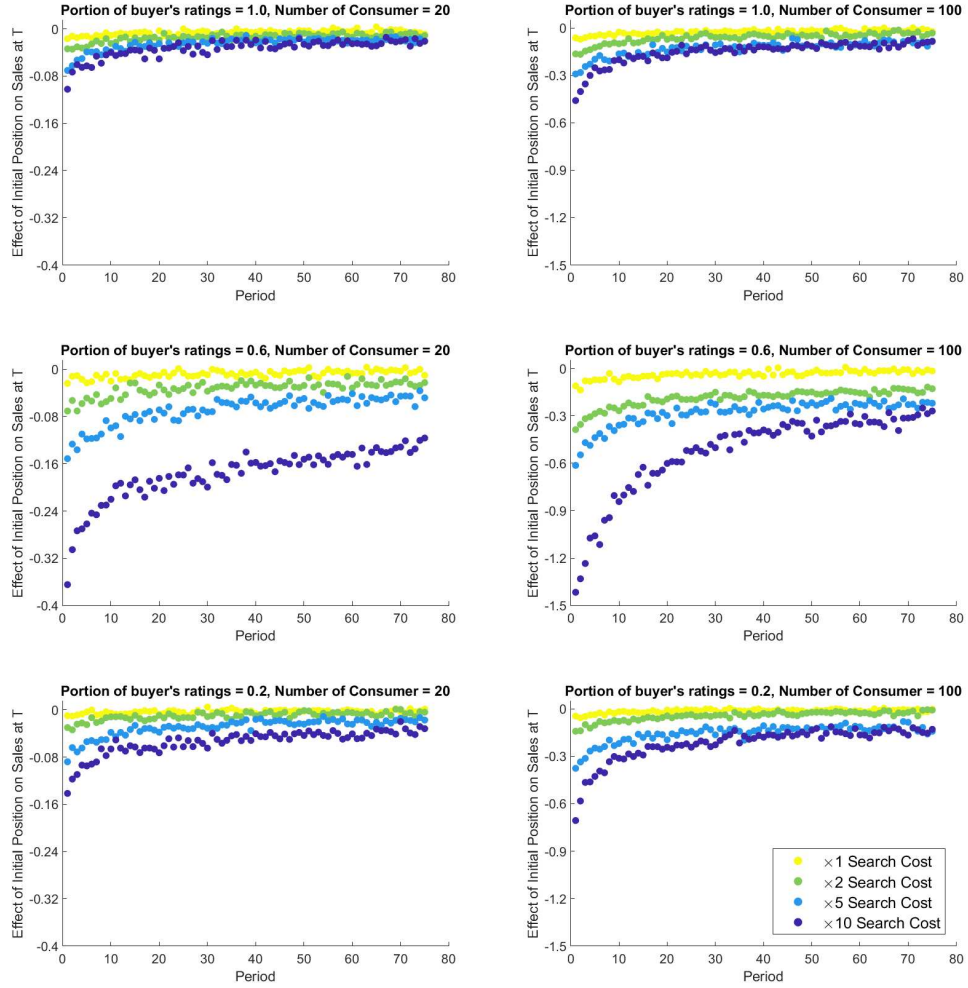 Portion of buyer's ratings = 1.0, Number of Consumer = 20
Effect of Initial Position on Sales at T
0
-0.08
-0.16
-0.24
-0.32
-0.4
0 10 20 30 40 50 60 70 80
Period
Portion of buyer's ratings = 1.0, Number of Consumer = 100
Effect of Initial Position on Sales at T
0
-0.3
-0.6
-0.9
-1.2
-1.5
0 10 20 30 40 50 60 70 80
Period
Portion of buyer's ratings = 0.6, Number of Consumer = 20
Effect of Initial Position on Sales at T
0
-0.08
-0.16
-0.24
-0.32
-0.4
0 10 20 30 40 50 60 70 80
Period
Portion of buyer's ratings = 0.6, Number of Consumer = 100
Effect of Initial Position on Sales at T
0
-0.3
-0.6
-0.9
-1.2
-1.5
0 10 20 30 40 50 60 70 80
Period
Portion of buyer's ratings = 0.2, Number of Consumer = 20
Effect of Initial Position on Sales at T
0
-0.08
-0.16
-0.24
-0.32
-0.4
0 10 20 30 40 50 60 70 80
Period
Portion of buyer's ratings = 0.2, Number of Consumer = 100
Effect of Initial Position on Sales at T
0
-0.3
-0.6
-0.9
-1.2
-1.5
0 10 20 30 40 50 60 70 80
Period
×1 Search Cost
×2 Search Cost
×5 Search Cost
×10 Search Cost